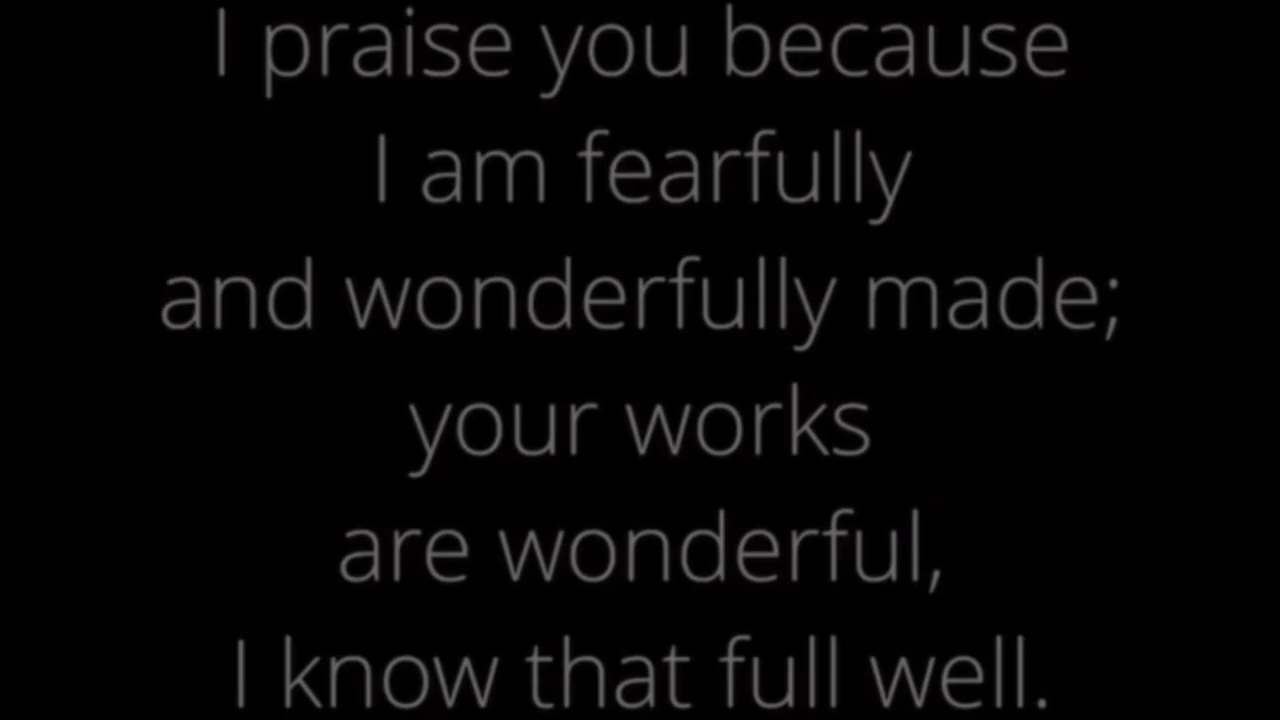 I praise you because
I am fearfully
and wonderfully made;
your works
are wonderful,
I know that full well.